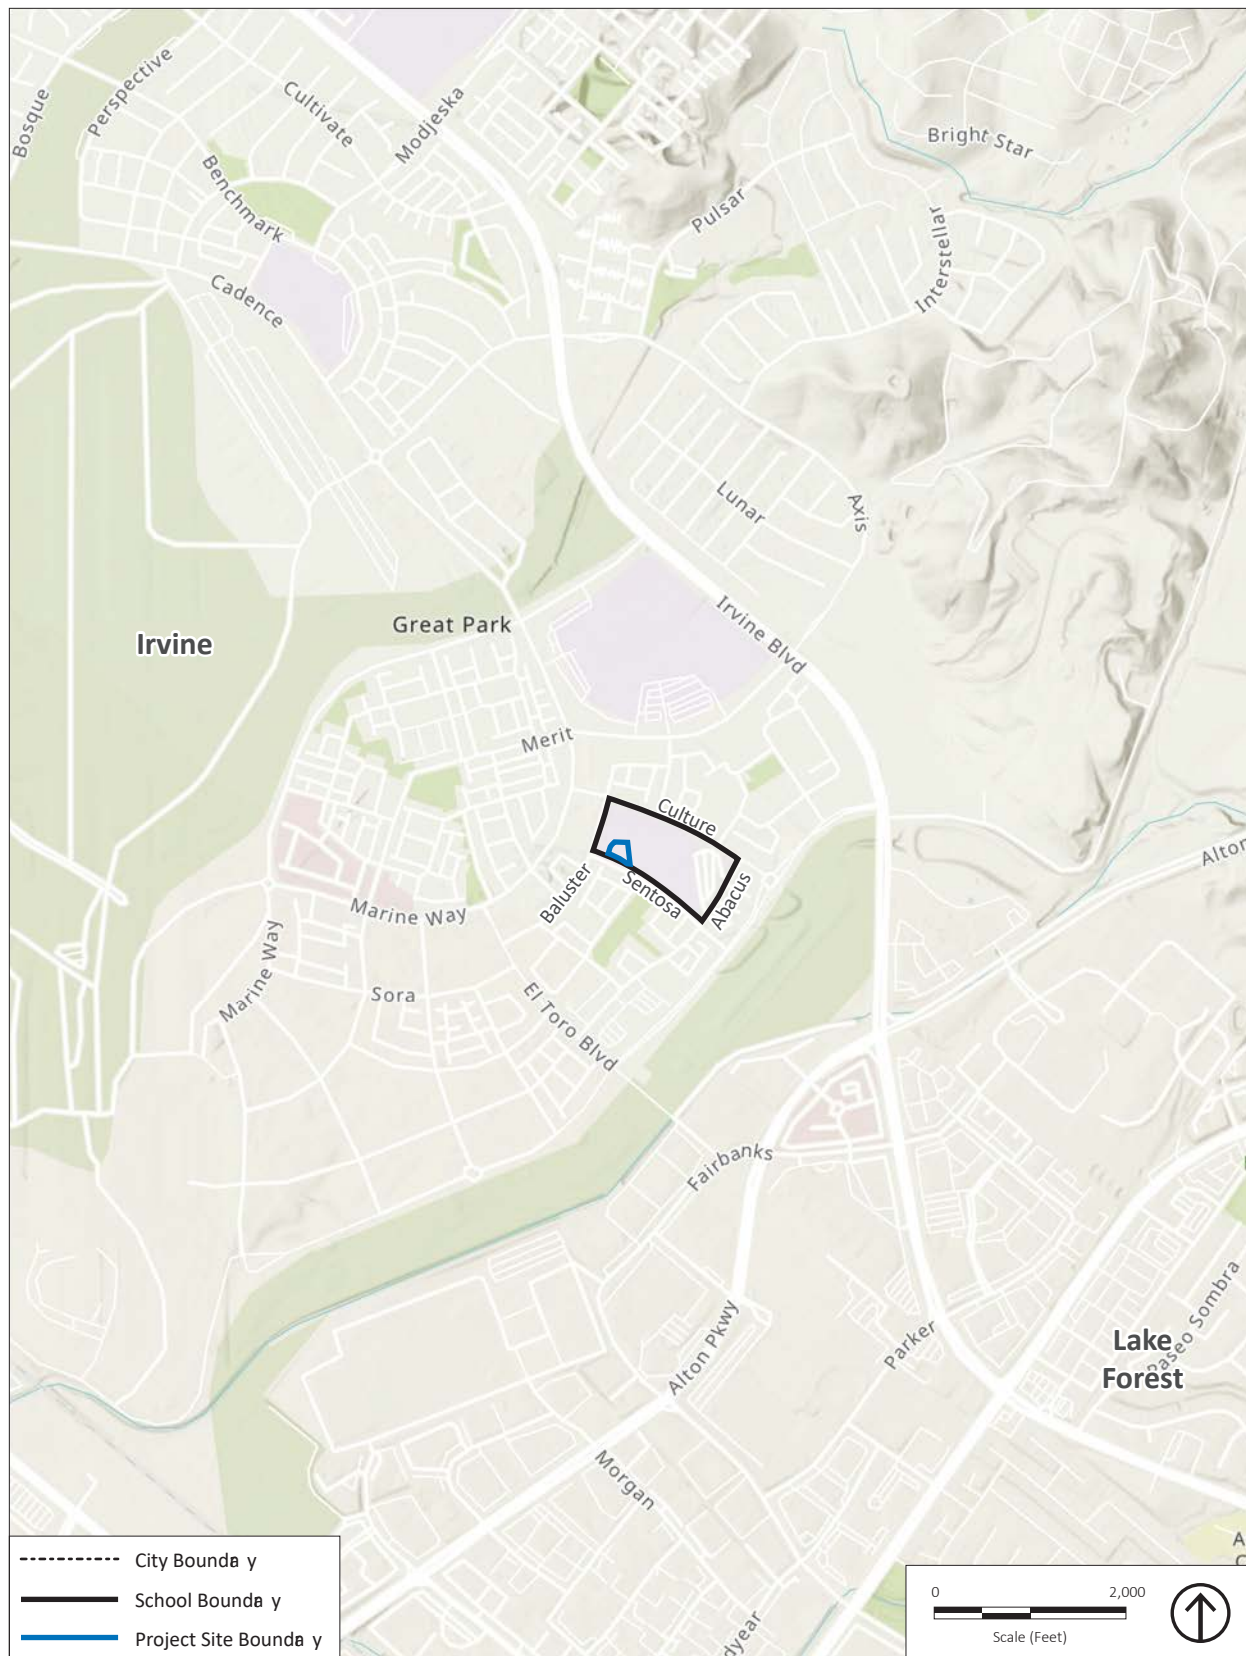 Bosque
Perspective
Cultivate
Modjeska
Bright Star
Benchmark
Pulsar
Interstellar
Cadence
Lunar
Axis
Great Park
Irvine
Irvine Blvd
Merit
Culture
Baluster
Sentosa
Abacus
Alton
Marine Way
Marine Way
Sora
El Toro Blvd
Fairbanks
Paseo Sombra
Alton Pkwy
Parker
Lake
Forest
Morgan
City Bounda y
School Bounda y
Project Site Bounda y
0 2,000
Scale (Feet)